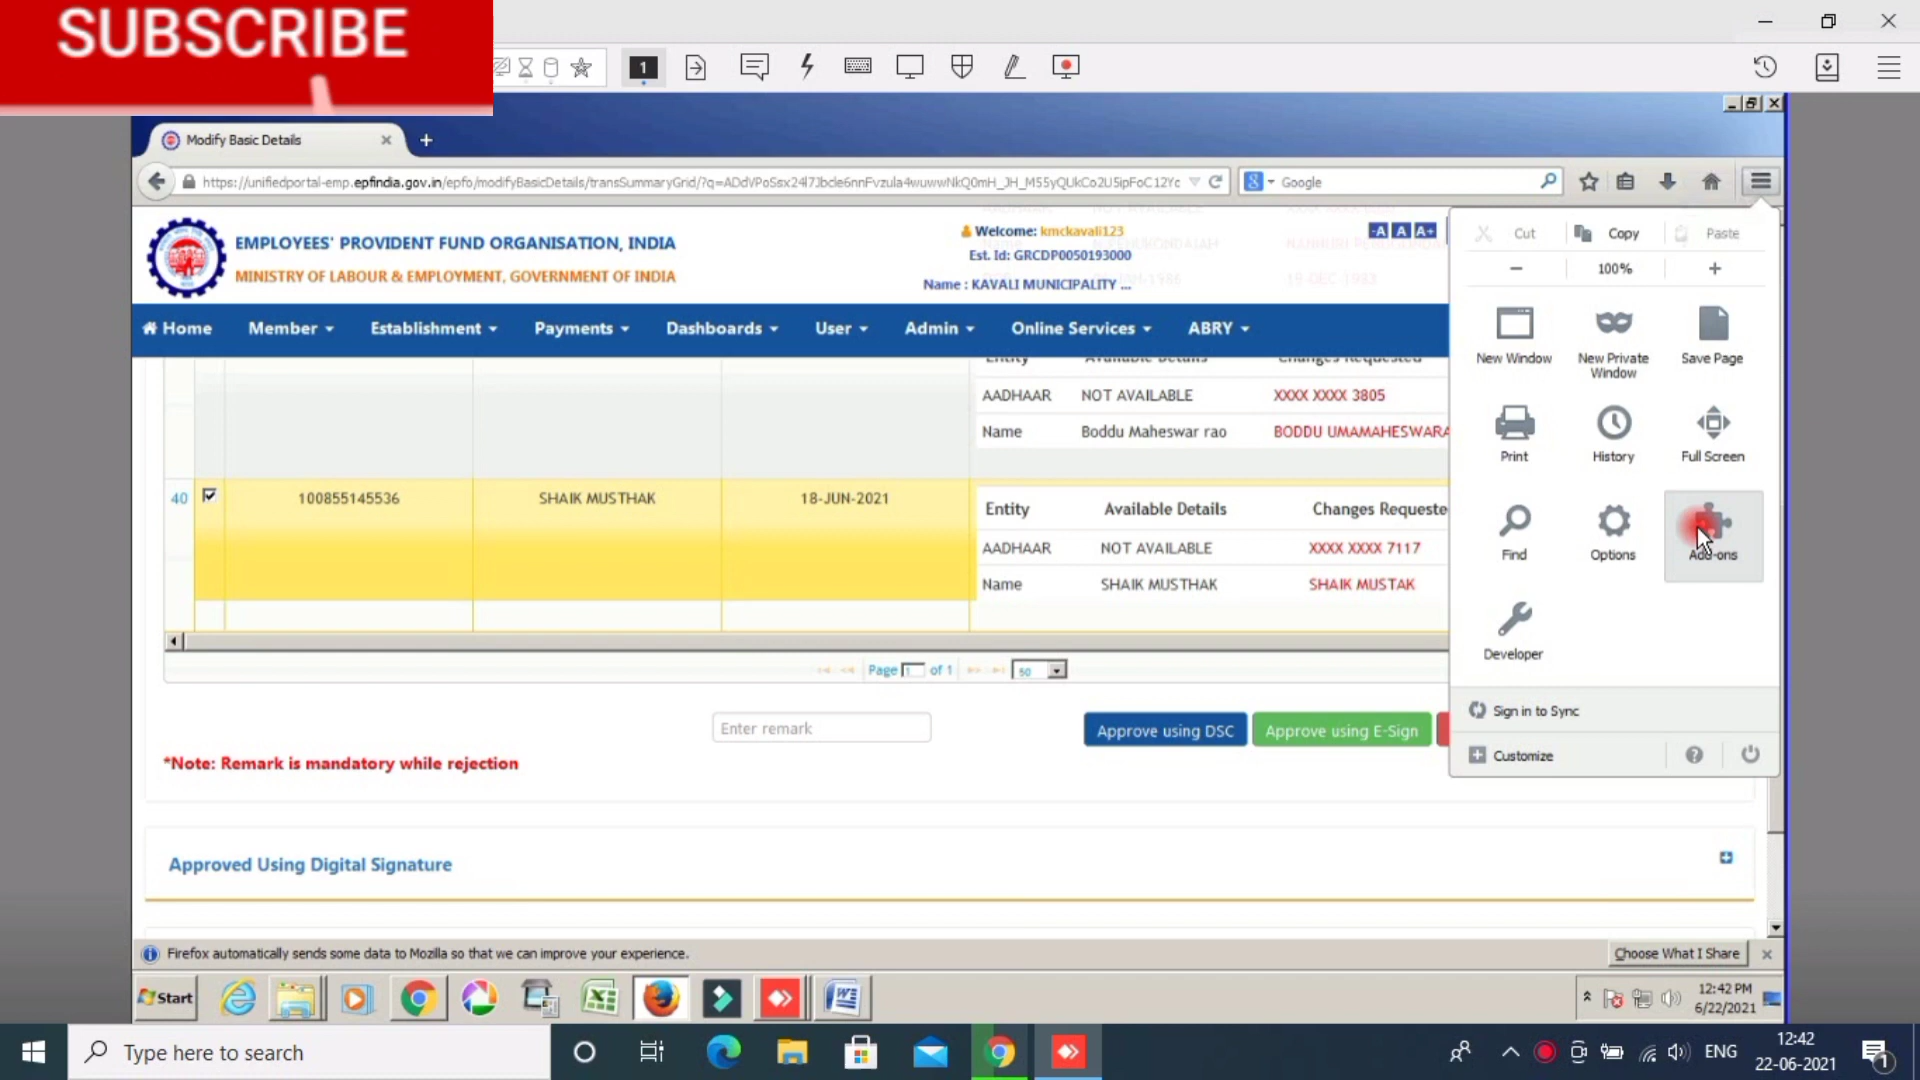 SUBSCRIBE
1
Modify Basic Details
https://unifiedportal-emp.epfindia.gov.in/epfo/modifyBasicDetails/transSummaryGrid/?q=
Google
EMPLOYEES' PROVIDENT FUND ORGANISATION, INDIA
MINISTRY OF LABOUR & EMPLOYMENT, GOVERNMENT OF INDIA
Welcome: kmckavali123
Est. Id: GRCDP0050193000
Name : KAVALI MUNICIPALITY ...
-A A A+
Home Member Establishment Payments Dashboards User Admin Online Services ABRY
Entity Available Details Changes Requested
AADHAAR NOT AVAILABLE XXXX XXXX 3805
Name Boddu Maheswar rao BODDU UMAMAHESWARA
40 100855145536 SHAIK MUSTHAK 18-JUN-2021
Entity Available Details Changes Requeste
AADHAAR NOT AVAILABLE XXXX XXXX 7117
Name SHAIK MUSTHAK SHAIK MUSTAK
Page 1 of 1 50
Enter remark
Approve using DSC
Approve using E-Sign
*Note: Remark is mandatory while rejection
Approved Using Digital Signature
Cut Copy Paste
− 100% +
New Window New Private Window Save Page
Print History Full Screen
Find Options Add-ons
Developer
Sign in to Sync
Customize
Firefox automatically sends some data to Mozilla so that we can improve your experience.
Choose What I Share
Start
12:42 PM
6/22/2021
Type here to search
ENG
12:42
22-06-2021
1